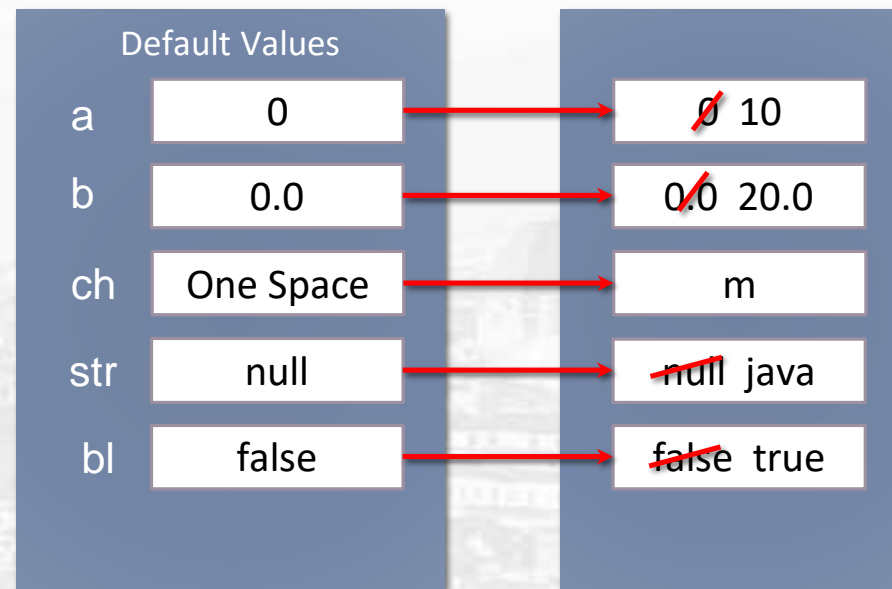 Default Values
a 0 0 10
b 0.0 0.0 20.0
ch One Space m
str null null java
bl false false true